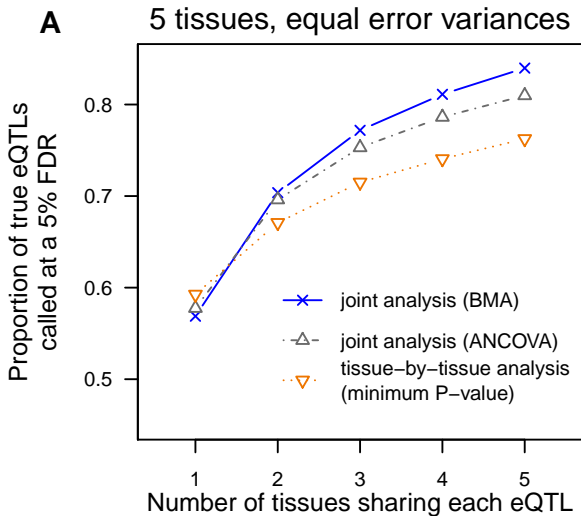 A
5 tissues, equal error variances
Proportion of true eQTLs
called at a 5% FDR
0.8
0.7
0.6
0.5
joint analysis (BMA)
joint analysis (ANCOVA)
tissue−by−tissue analysis
(minimum P−value)
1 2 3 4 5
Number of tissues sharing each eQTL